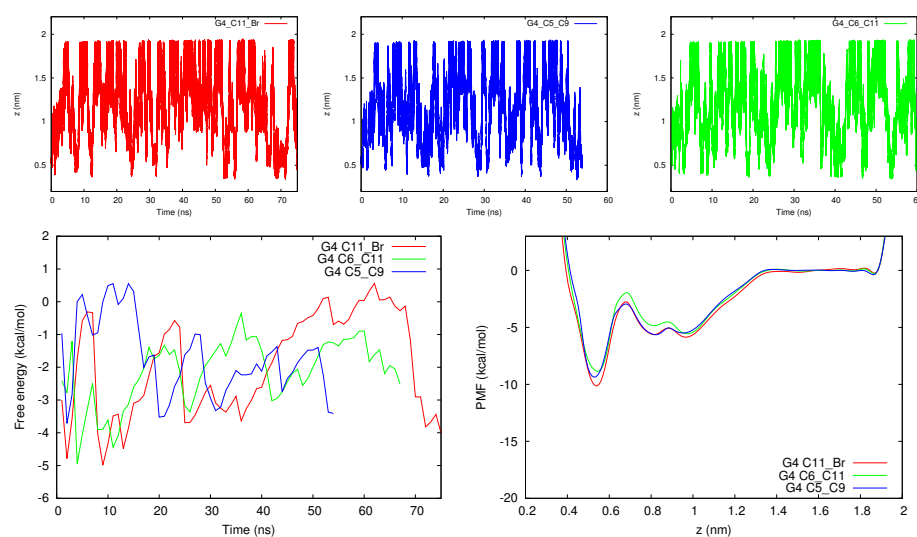 G4_C11_Br
z (nm)
2
1.5
1
0.5
0 10 20 30 40 50 60 70
Time (ns)
G4_C5_C9
z (nm)
2
1.5
1
0.5
0 10 20 30 40 50 60
Time (ns)
G4_C6_C11
z (nm)
2
1.5
1
0.5
0 10 20 30 40 50 60
Time (ns)
G4 C11_Br
G4 C6_C11
G4 C5_C9
Free energy (kcal/mol)
2
1
0
-1
-2
-3
-4
-5
-6
0 10 20 30 40 50 60 70
Time (ns)
PMF (kcal/mol)
0
-5
-10
-15
-20
G4 C11_Br
G4 C6_C11
G4 C5_C9
0.2 0.4 0.6 0.8 1 1.2 1.4 1.6 1.8 2
z (nm)